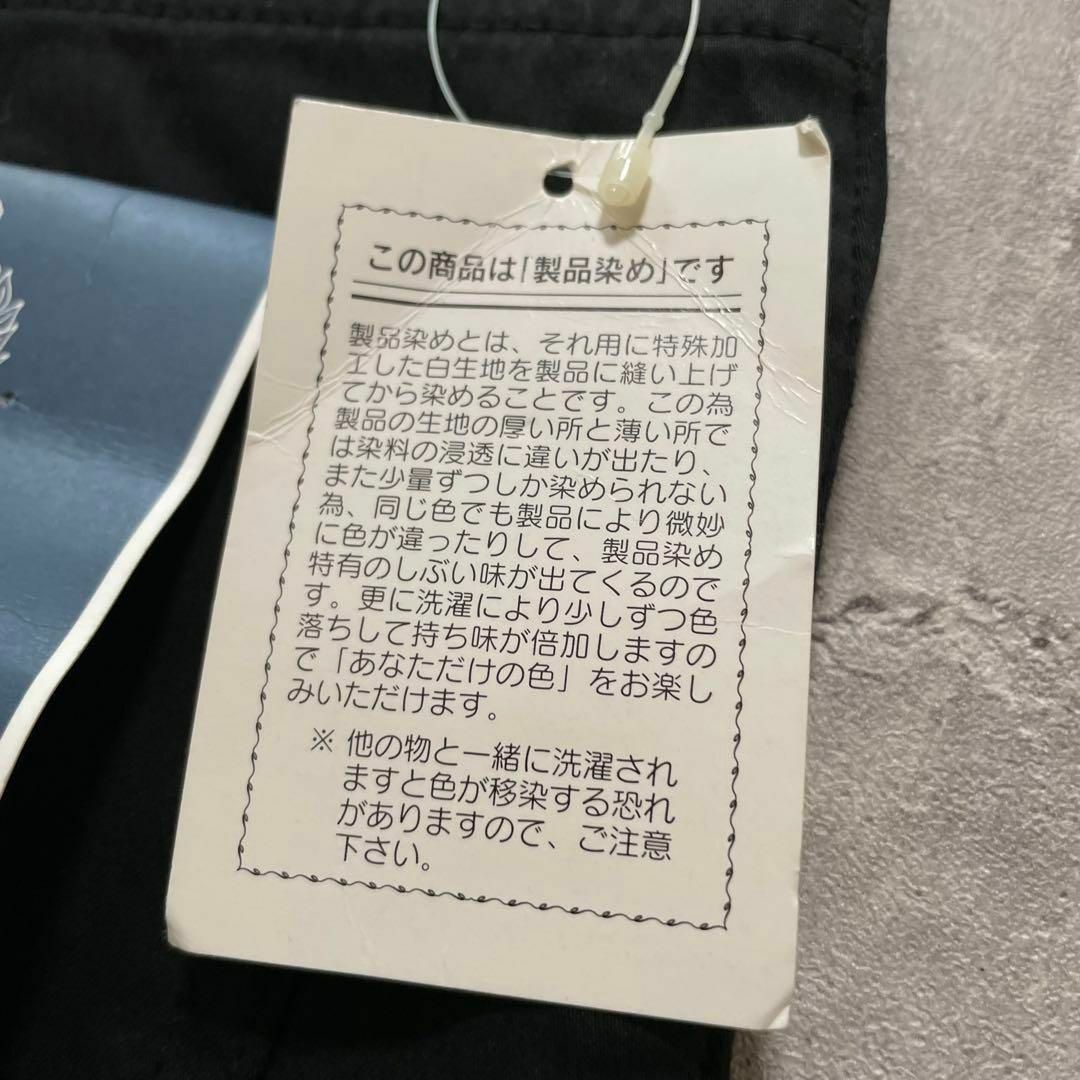 この商品は「製品染め」です
製品染めとは、それ用に特殊加
工した白生地を製品に縫い上げ
てから染めることです。この為
製品の生地の厚い所と薄い所で
は染料の浸透に違いが出たり、
また少量ずつしか染められない
為、同じ色でも製品により微妙
に色が違ったりして、製品染め
特有のしぶい味が出てくるので
す。更に洗濯により少しずつ色
落ちして持ち味が倍加しますの
で「あなただけの色」をお楽し
みいただけます。
※ 他の物と一緒に洗濯され
ますと色が移染する恐れ
がありますので、ご注意
下さい。